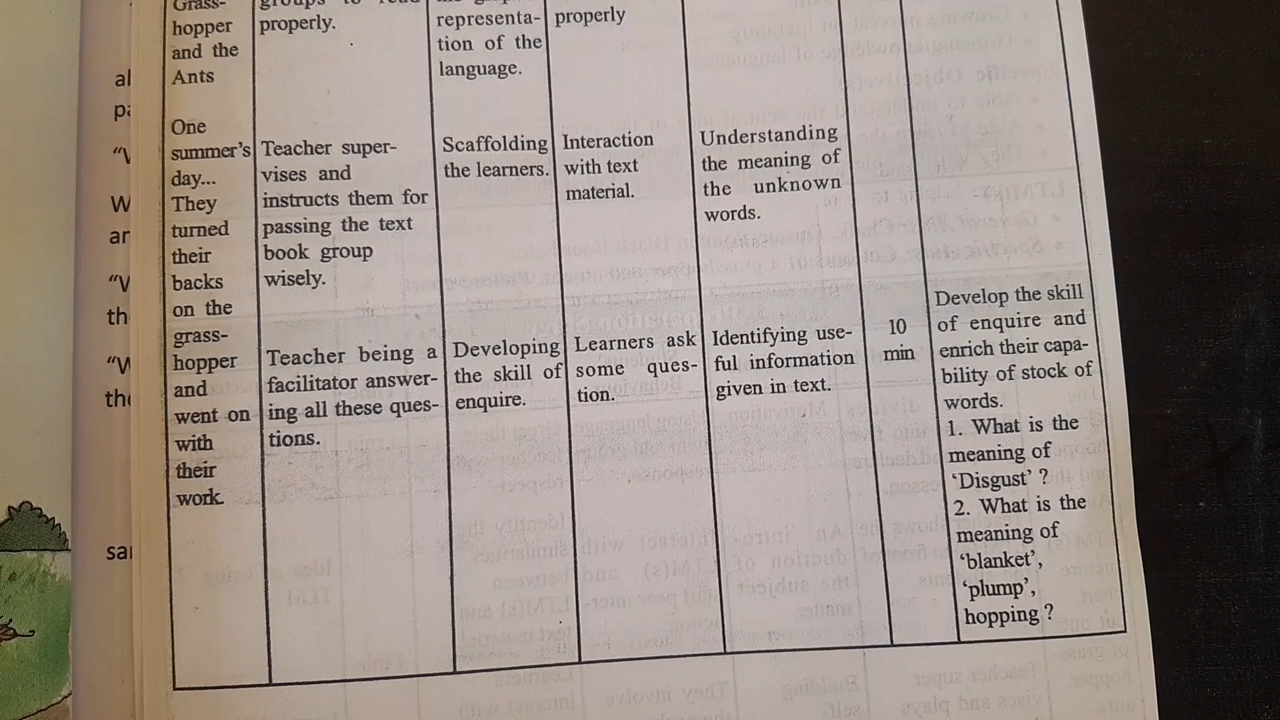 Grass-
hopper
and the
Ants
One
summer's
day...
They
turned
their
backs
on the
grass-
hopper
and
went on
with
their
work.
properly.
Teacher super-
vises and
instructs them for
passing the text
book group
wisely.
Teacher being a
facilitator answer-
ing all these ques-
tions.
representa-
tion of the
language.
Scaffolding
the learners.
Developing
the skill of
enquire.
properly
Interaction
with text
material.
Learners ask
some ques-
tion.
Understanding
the meaning of
the unknown
words.
Identifying use-
ful information
given in text.
10
min
Develop the skill
of enquire and
enrich their capa-
bility of stock of
words.
1. What is the
meaning of
'Disgust' ?
2. What is the
meaning of
'blanket',
'plump',
hopping ?